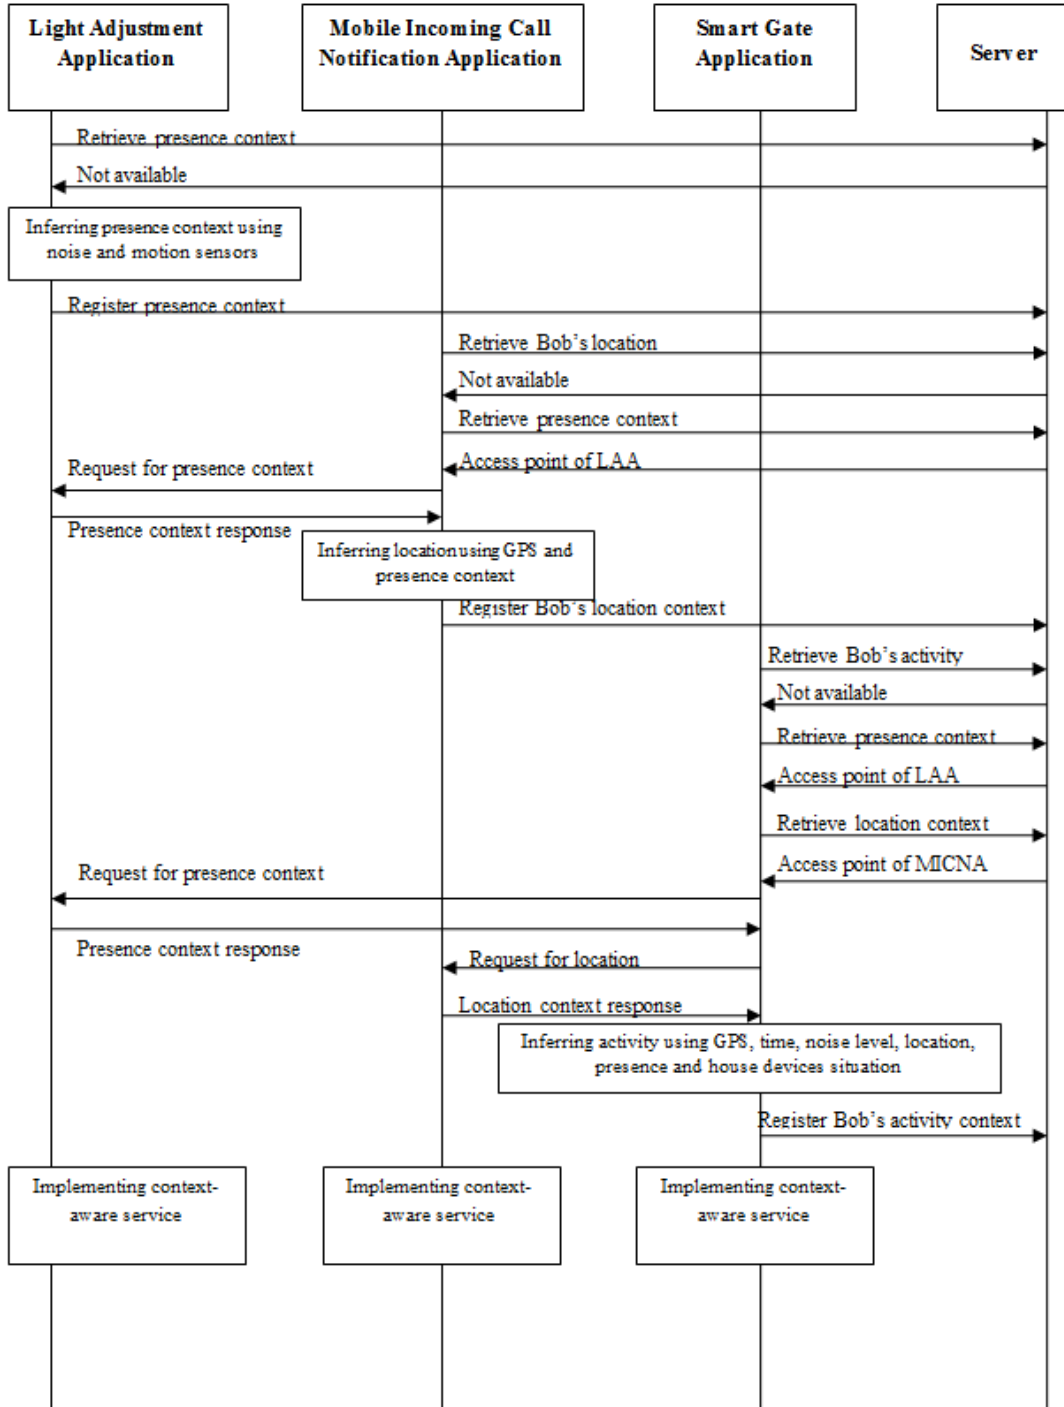 Light Adjustment
Application
Mobile Incoming Call
Notification Application
Smart Gate
Application
Server
Retrieve presence context
Not available
Inferring presence context using
noise and motion sensors
Register presence context
Retrieve Bob's location
Not available
Retrieve presence context
Access point of LAA
Request for presence context
Presence context response
Inferring location using GPS and
presence context
Register Bob's location context
Retrieve Bob's activity
Not available
Retrieve presence context
Access point of LAA
Retrieve location context
Access point of MICNA
Request for presence context
Presence context response
Request for location
Location context response
Inferring activity using GPS, time, noise level, location,
presence and house devices situation
Register Bob's activity context
Implementing context-
aware service
Implementing context-
aware service
Implementing context-
aware service